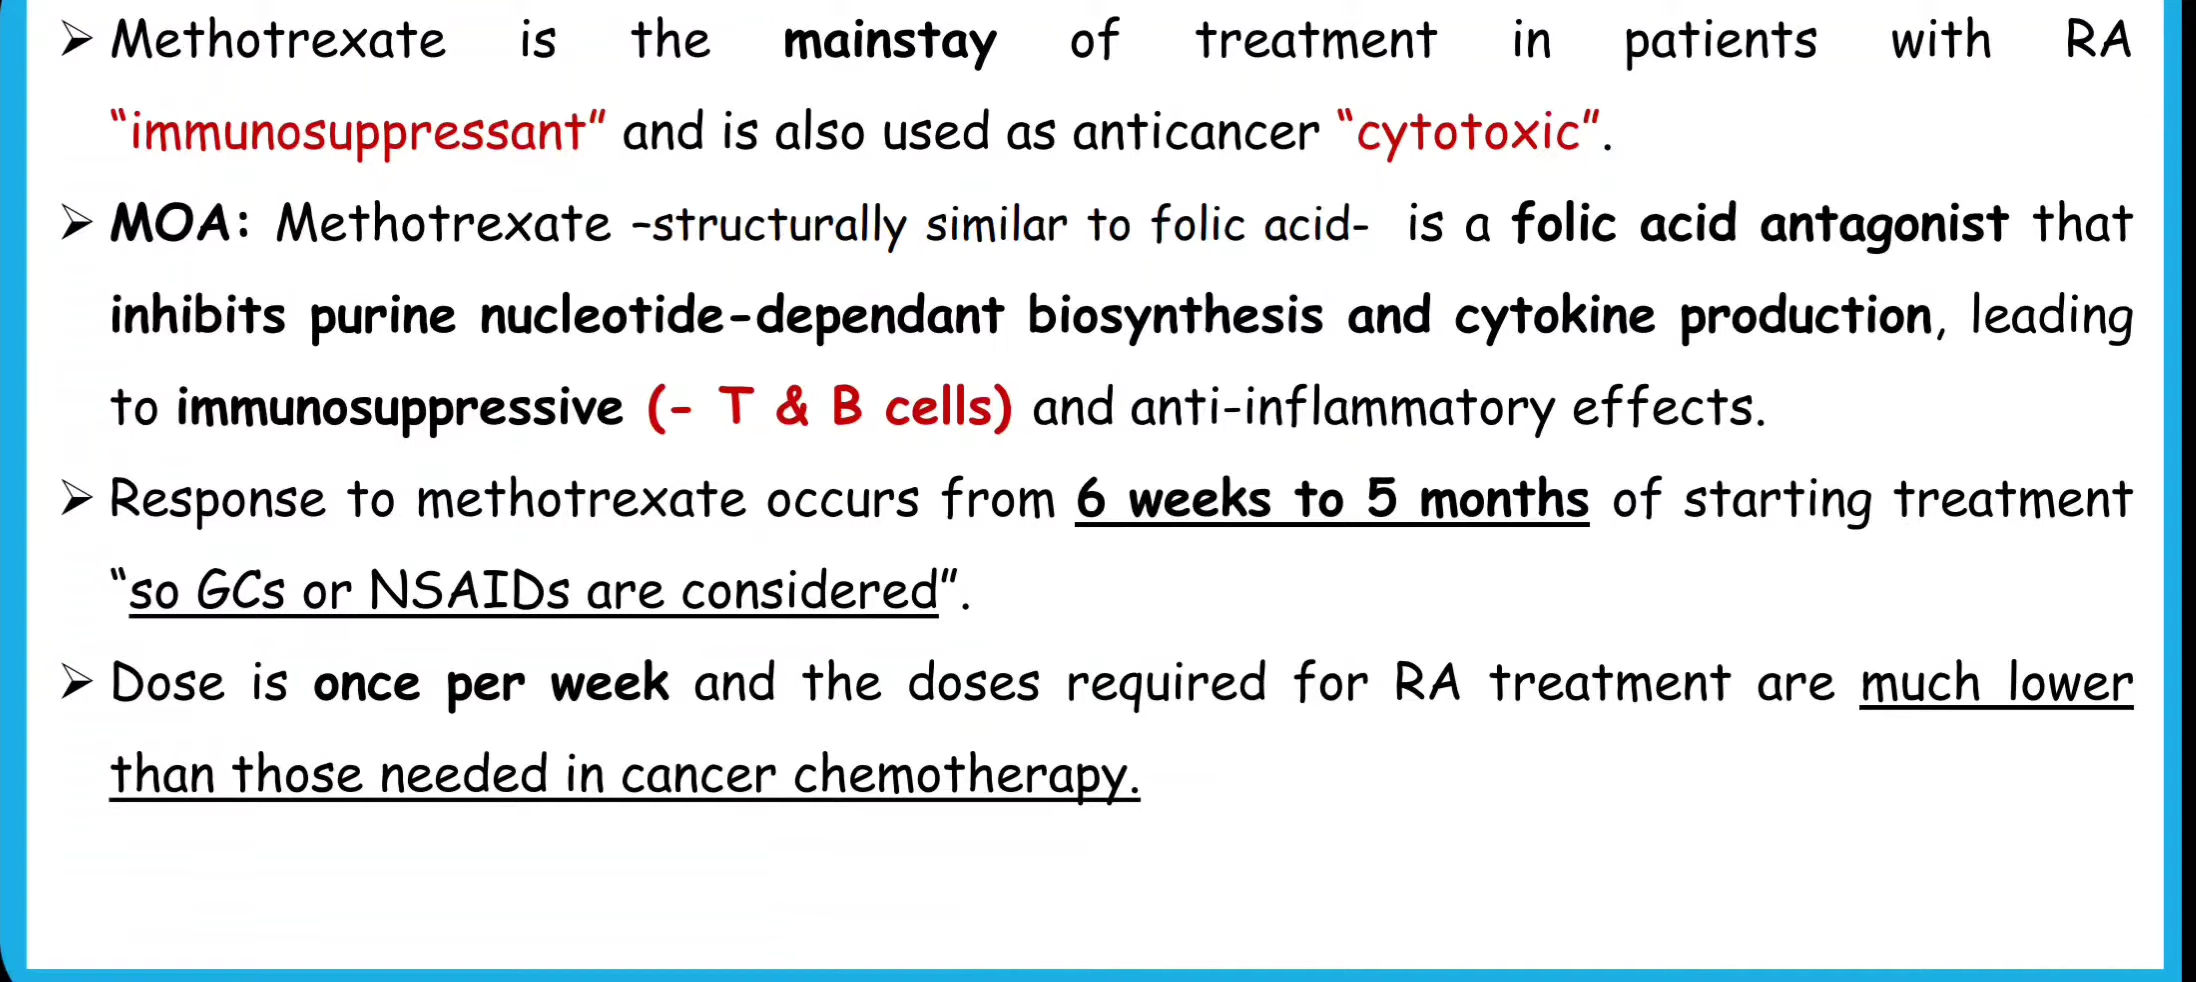 ➢ Methotrexate is the mainstay of treatment in patients with RA
“immunosuppressant” and is also used as anticancer “cytotoxic”.
➢ MOA: Methotrexate –structurally similar to folic acid- is a folic acid antagonist that
inhibits purine nucleotide-dependant biosynthesis and cytokine production, leading
to immunosuppressive (- T & B cells) and anti-inflammatory effects.
➢ Response to methotrexate occurs from 6 weeks to 5 months of starting treatment
“so GCs or NSAIDs are considered”.
➢ Dose is once per week and the doses required for RA treatment are much lower
than those needed in cancer chemotherapy.